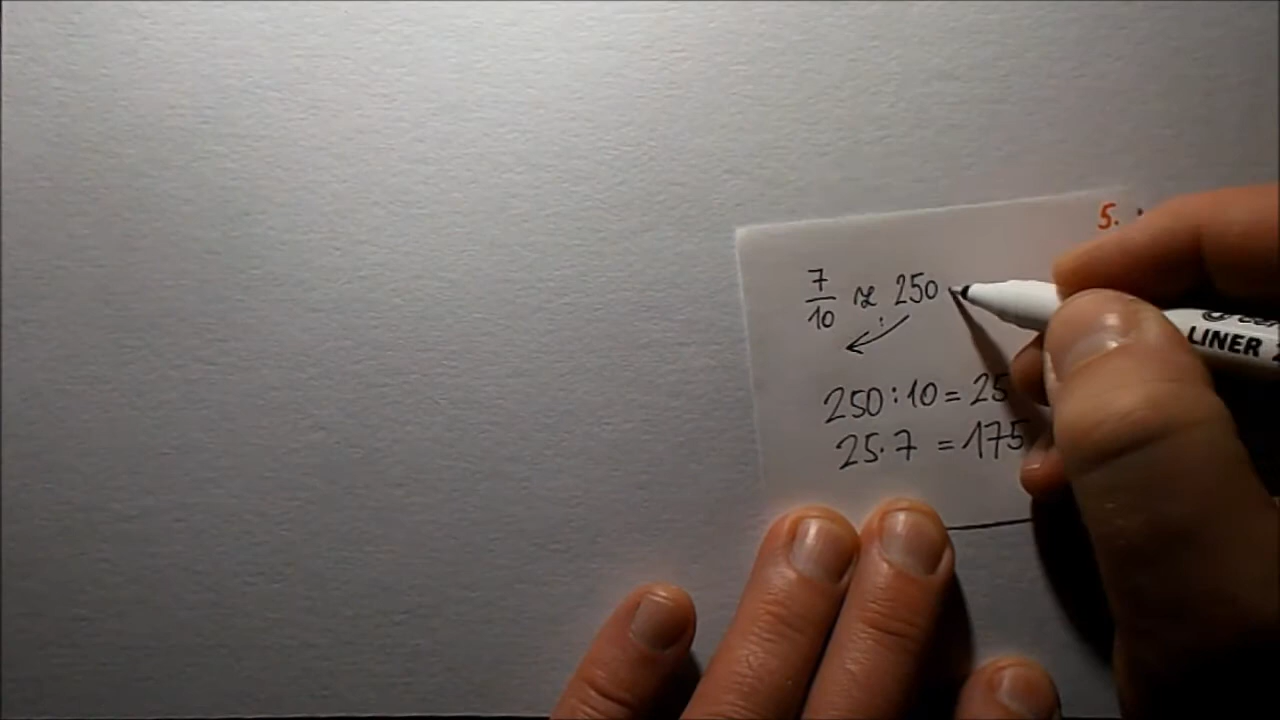 5.
7/10 z 250
:
250 : 10 = 25
25 · 7 = 175
LINER